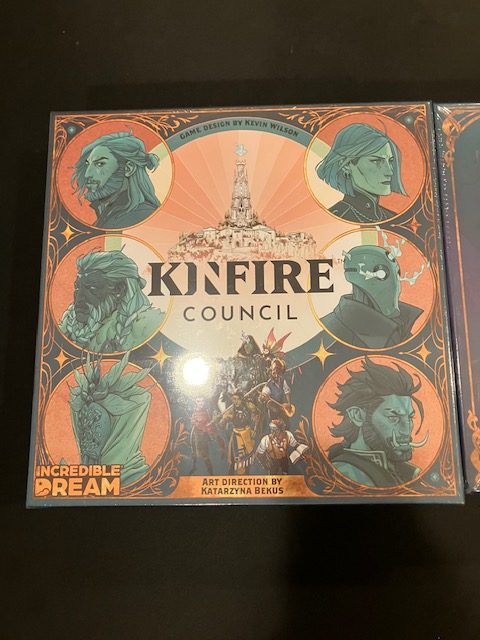 GAME DESIGN BY KEVIN WILSON
KINFIRE
COUNCIL
INCREDIBLE
DREAM
ART DIRECTION BY
KATARZYNA BEKUS